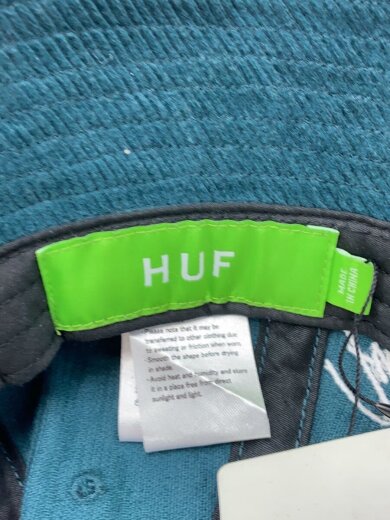 HUF
MADE
IN CHINA
- Please note that it may be
transferred to other clothing due
to sweating or friction when worn.
- Smooth the shape before drying
in shade.
- Avoid heat and humidity and store
it in a place free from direct
sunlight and light.